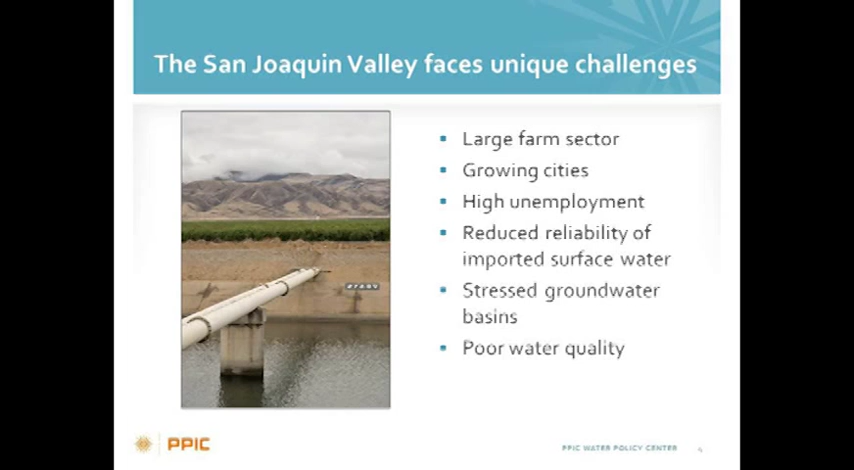 The San Joaquin Valley faces unique challenges
Large farm sector
Growing cities
High unemployment
Reduced reliability of
imported surface water
Stressed groundwater
basins
Poor water quality
PPIC
PPIC WATER POLICY CENTER